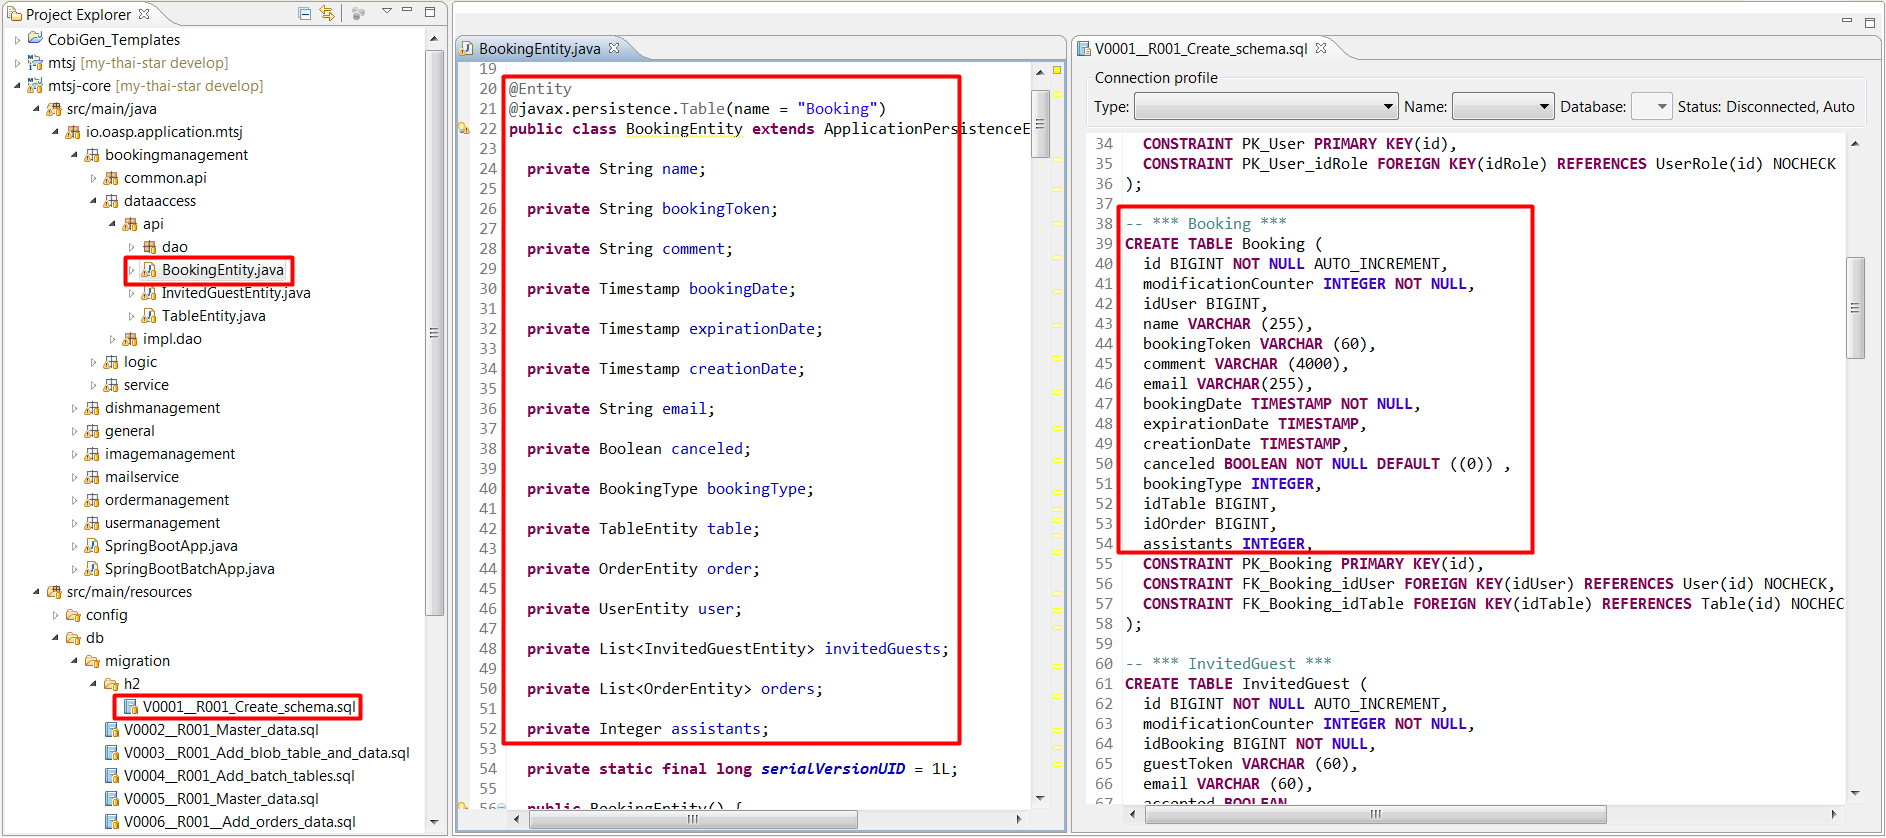 Project Explorer
CobiGen_Templates
mtsj [my-thai-star develop]
mtsj-core [my-thai-star develop]
src/main/java
io.oasp.application.mtsj
bookingmanagement
common.api
dataaccess
api
dao
BookingEntity.java
InvitedGuestEntity.java
TableEntity.java
impl.dao
logic
service
dishmanagement
general
imagemanagement
mailservice
ordermanagement
usermanagement
SpringBootApp.java
SpringBootBatchApp.java
src/main/resources
config
db
migration
h2
V0001__R001_Create_schema.sql
V0002__R001_Master_data.sql
V0003__R001_Add_blob_table_and_data.sql
V0004__R001_Add_batch_tables.sql
V0005__R001_Master_data.sql
V0006__R001__Add_orders_data.sql
BookingEntity.java
19
20 @Entity
21 @javax.persistence.Table(name = "Booking")
22 public class BookingEntity extends ApplicationPersistenceE
23
24 private String name;
25
26 private String bookingToken;
27
28 private String comment;
29
30 private Timestamp bookingDate;
31
32 private Timestamp expirationDate;
33
34 private Timestamp creationDate;
35
36 private String email;
37
38 private Boolean canceled;
39
40 private BookingType bookingType;
41
42 private TableEntity table;
43
44 private OrderEntity order;
45
46 private UserEntity user;
47
48 private List<InvitedGuestEntity> invitedGuests;
49
50 private List<OrderEntity> orders;
51
52 private Integer assistants;
53
54 private static final long serialVersionUID = 1L;
55
56 public BookingEntity() {
V0001__R001_Create_schema.sql
Connection profile
Type: Name: Database: Status: Disconnected, Auto
34 CONSTRAINT PK_User PRIMARY KEY(id),
35 CONSTRAINT PK_User_idRole FOREIGN KEY(idRole) REFERENCES UserRole(id) NOCHECK
36 );
37
38 -- *** Booking ***
39 CREATE TABLE Booking (
40 id BIGINT NOT NULL AUTO_INCREMENT,
41 modificationCounter INTEGER NOT NULL,
42 idUser BIGINT,
43 name VARCHAR (255),
44 bookingToken VARCHAR (60),
45 comment VARCHAR (4000),
46 email VARCHAR(255),
47 bookingDate TIMESTAMP NOT NULL,
48 expirationDate TIMESTAMP,
49 creationDate TIMESTAMP,
50 canceled BOOLEAN NOT NULL DEFAULT ((0)) ,
51 bookingType INTEGER,
52 idTable BIGINT,
53 idOrder BIGINT,
54 assistants INTEGER,
55 CONSTRAINT PK_Booking PRIMARY KEY(id),
56 CONSTRAINT FK_Booking_idUser FOREIGN KEY(idUser) REFERENCES User(id) NOCHECK,
57 CONSTRAINT FK_Booking_idTable FOREIGN KEY(idTable) REFERENCES Table(id) NOCHEC
58 );
59
60 -- *** InvitedGuest ***
61 CREATE TABLE InvitedGuest (
62 id BIGINT NOT NULL AUTO_INCREMENT,
63 modificationCounter INTEGER NOT NULL,
64 idBooking BIGINT NOT NULL,
65 guestToken VARCHAR (60),
66 email VARCHAR (60),
67 accepted BOOLEAN